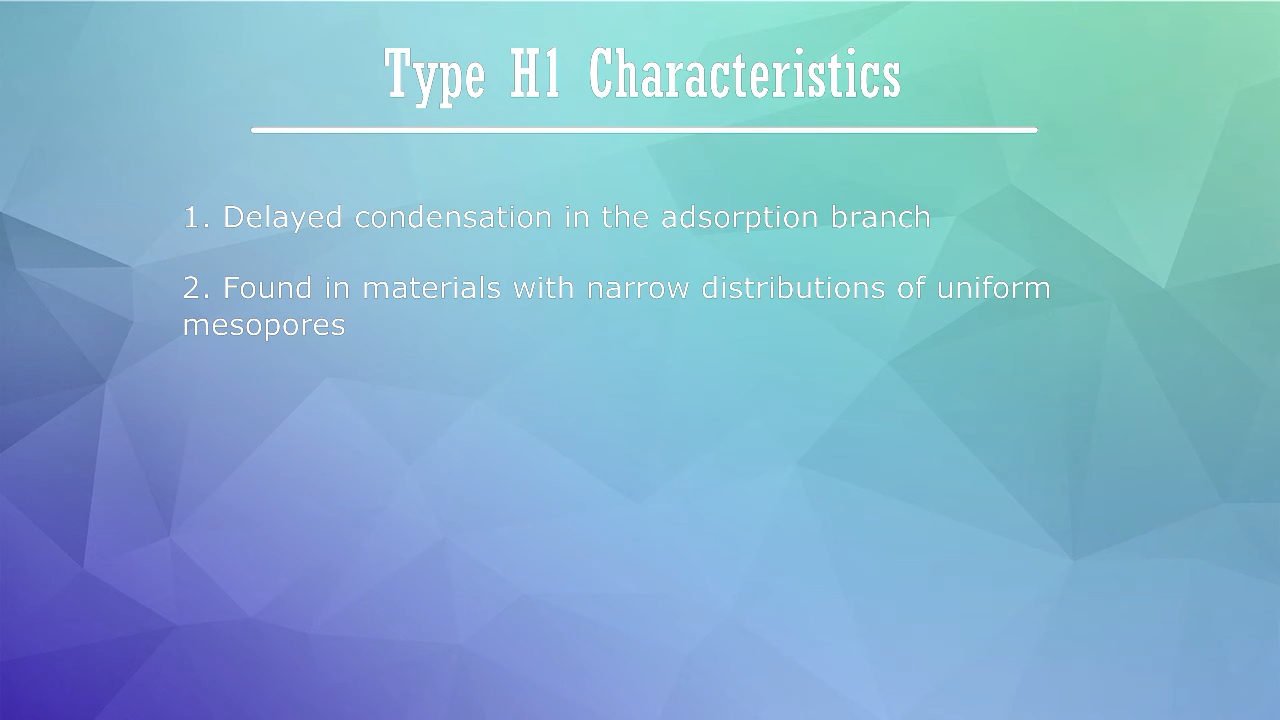 Type H1 Characteristics
1. Delayed condensation in the adsorption branch
2. Found in materials with narrow distributions of uniform
mesopores